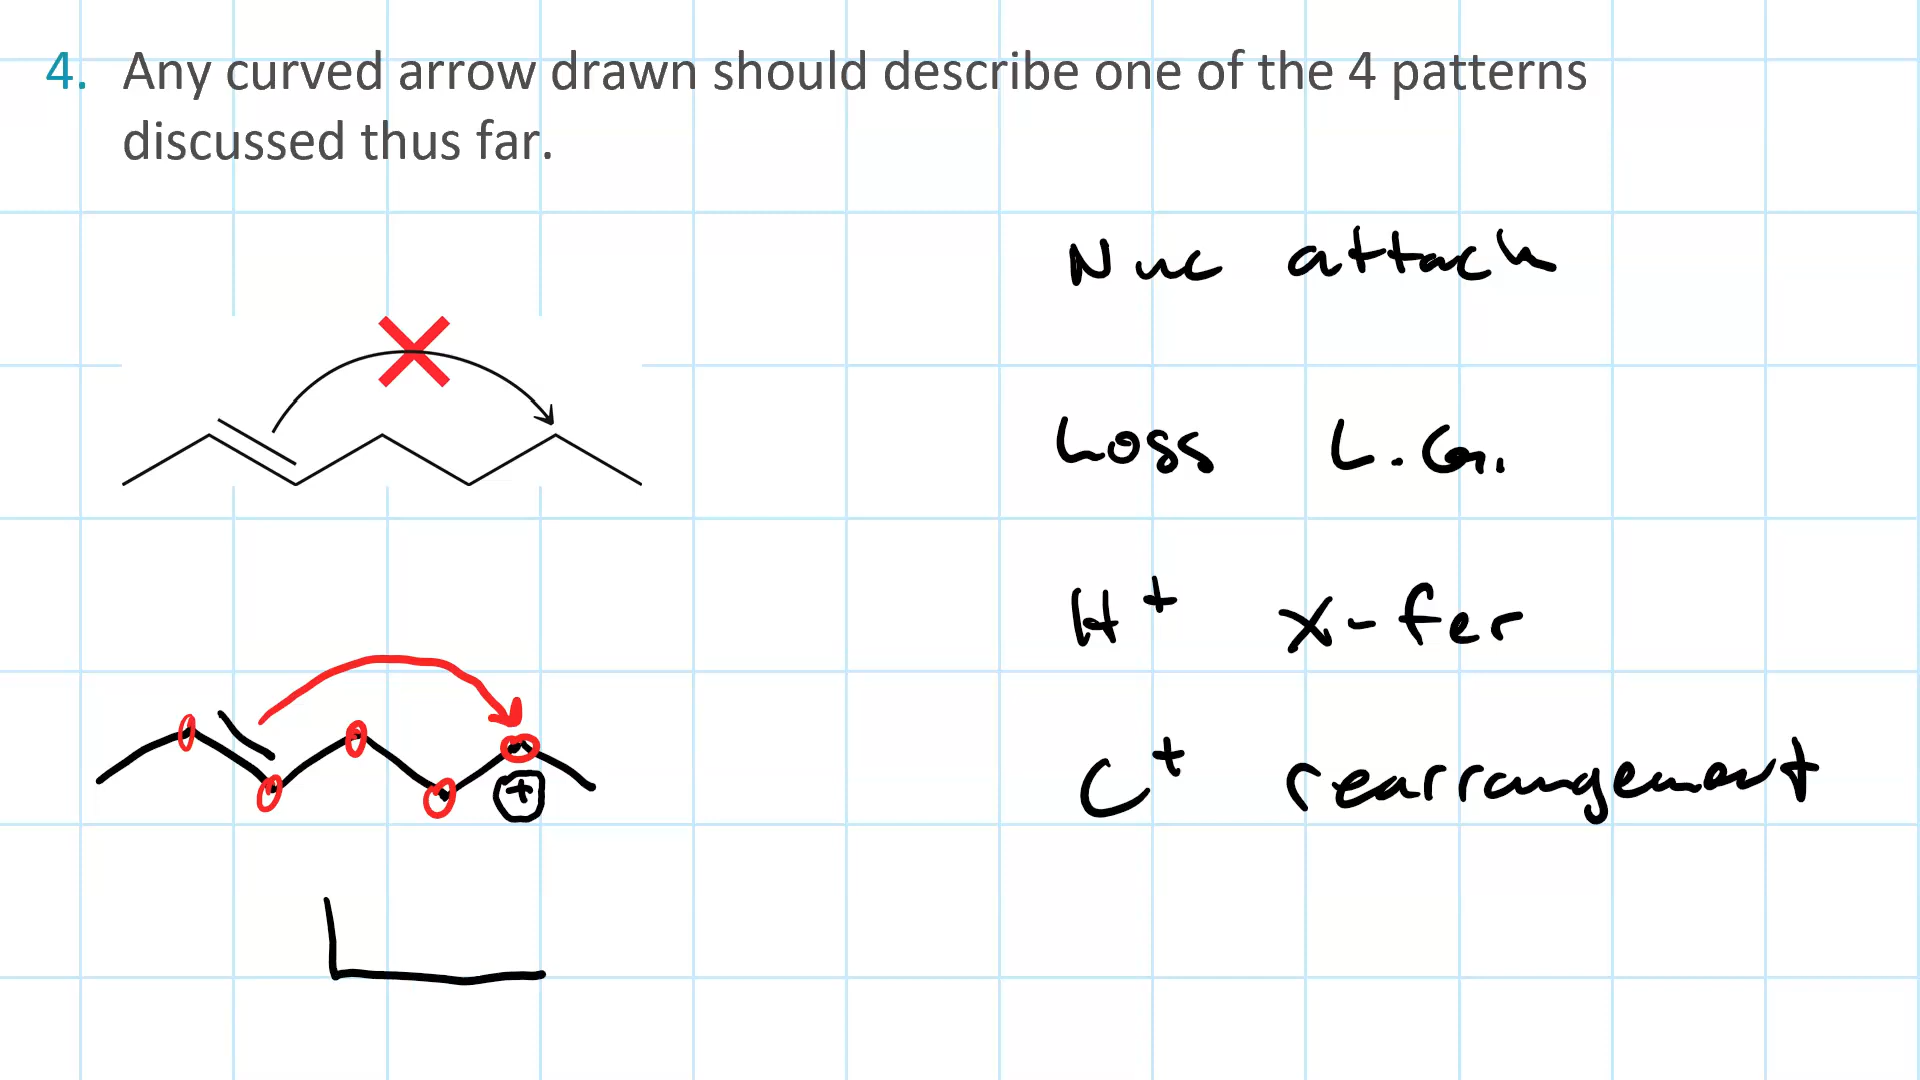 4. Any curved arrow drawn should describe one of the 4 patterns
discussed thus far.
Nuc attack
Loss L.G.
H⁺ x-fer
+
C⁺ rearrangement